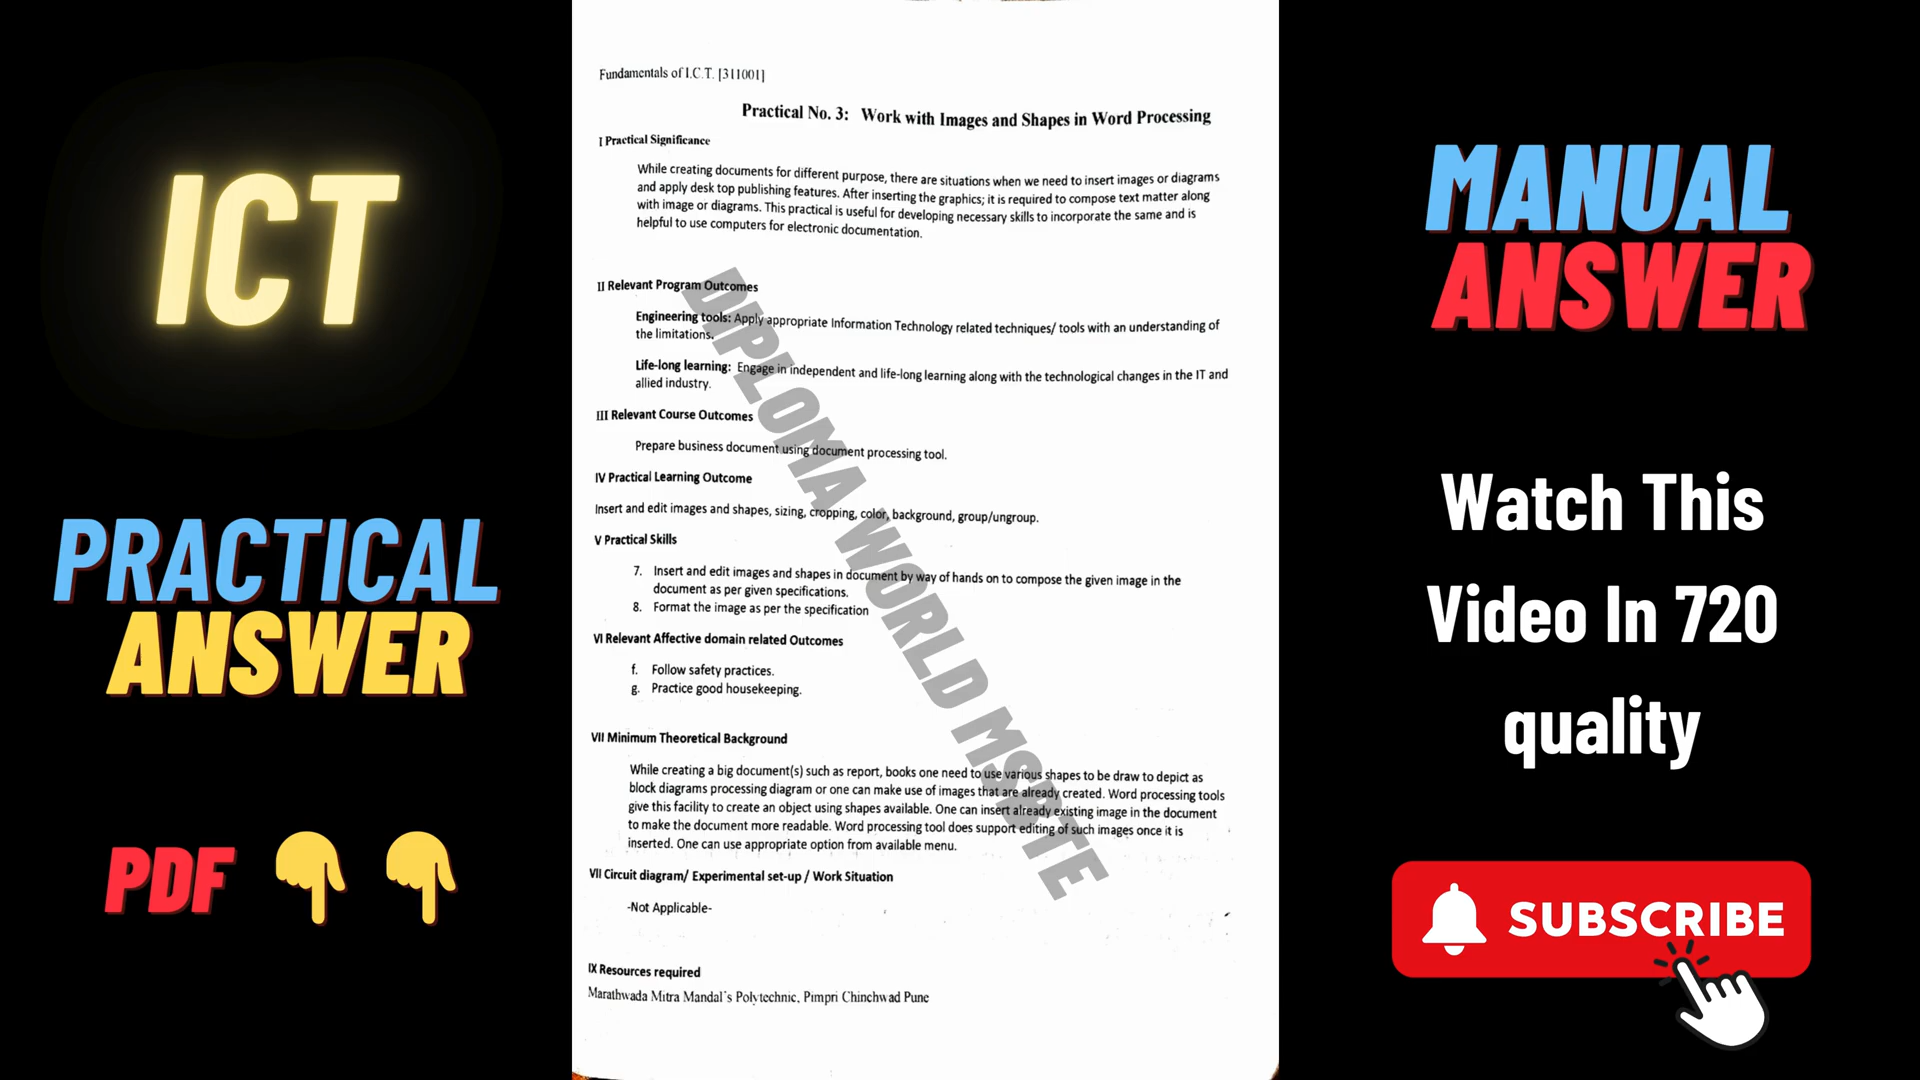 ICT
PRACTICAL
ANSWER
PDF
Fundamentals of I.C.T. [311001]
Practical No. 3: Work with Images and Shapes in Word Processing
I Practical Significance
While creating documents for different purpose, there are situations when we need to insert images or diagrams
and apply desk top publishing features. After inserting the graphics; it is required to compose text matter along
with image or diagrams. This practical is useful for developing necessary skills to incorporate the same and is
helpful to use computers for electronic documentation.
II Relevant Program Outcomes
Engineering tools: Apply appropriate Information Technology related techniques/ tools with an understanding of
the limitations.
Life-long learning: Engage in independent and life-long learning along with the technological changes in the IT and
allied industry.
III Relevant Course Outcomes
Prepare business document using document processing tool.
IV Practical Learning Outcome
Insert and edit images and shapes, sizing, cropping, color, background, group/ungroup.
V Practical Skills
7. Insert and edit images and shapes in document by way of hands on to compose the given image in the
document as per given specifications.
8. Format the image as per the specification
VI Relevant Affective domain related Outcomes
f. Follow safety practices.
g. Practice good housekeeping.
VII Minimum Theoretical Background
While creating a big document(s) such as report, books one need to use various shapes to be draw to depict as
block diagrams processing diagram or one can make use of images that are already created. Word processing tools
give this facility to create an object using shapes available. One can insert already existing image in the document
to make the document more readable. Word processing tool does support editing of such images once it is
inserted. One can use appropriate option from available menu.
VII Circuit diagram/ Experimental set-up / Work Situation
-Not Applicable-
IX Resources required
Marathwada Mitra Mandal's Polytechnic, Pimpri Chinchwad Pune
DIPLOMA WORLD MSBTE
MANUAL
ANSWER
Watch This
Video In 720
quality
SUBSCRIBE